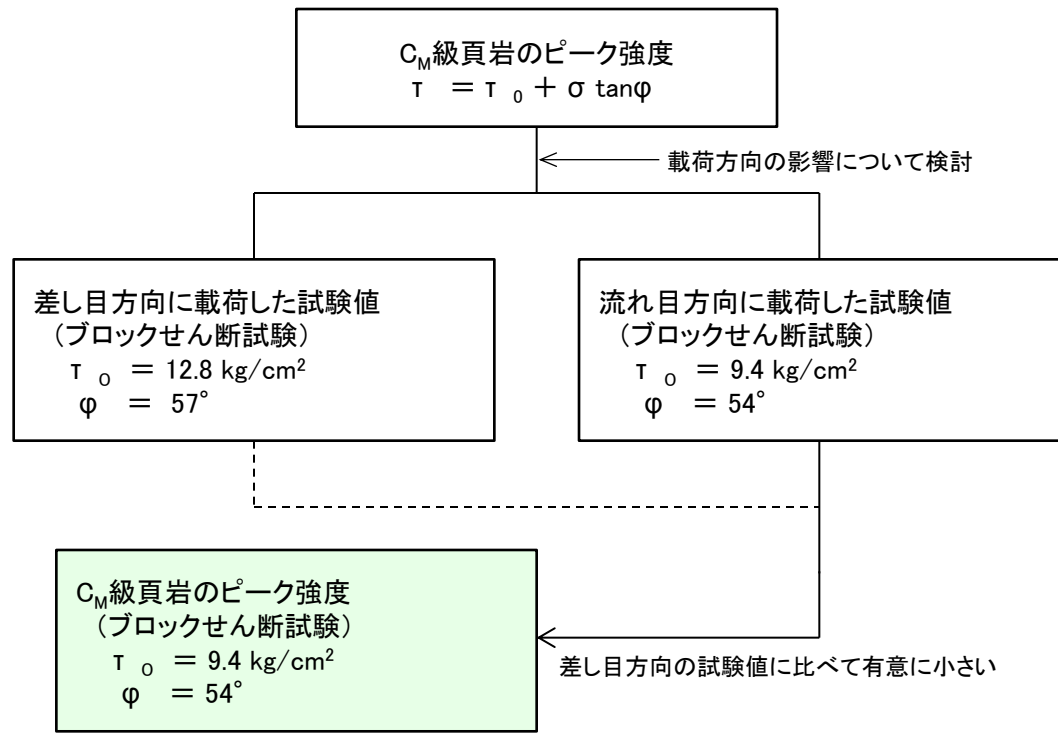 CM級頁岩のピーク強度
τ ＝ τ0 ＋ σ tanφ
載荷方向の影響について検討
差し目方向に載荷した試験値
（ブロックせん断試験）
τ0 ＝ 12.8 kg/cm²
φ ＝ 57°
流れ目方向に載荷した試験値
（ブロックせん断試験）
τ0 ＝ 9.4 kg/cm²
φ ＝ 54°
CM級頁岩のピーク強度
（ブロックせん断試験）
τ0 ＝ 9.4 kg/cm²
φ ＝ 54°
差し目方向の試験値に比べて有意に小さい